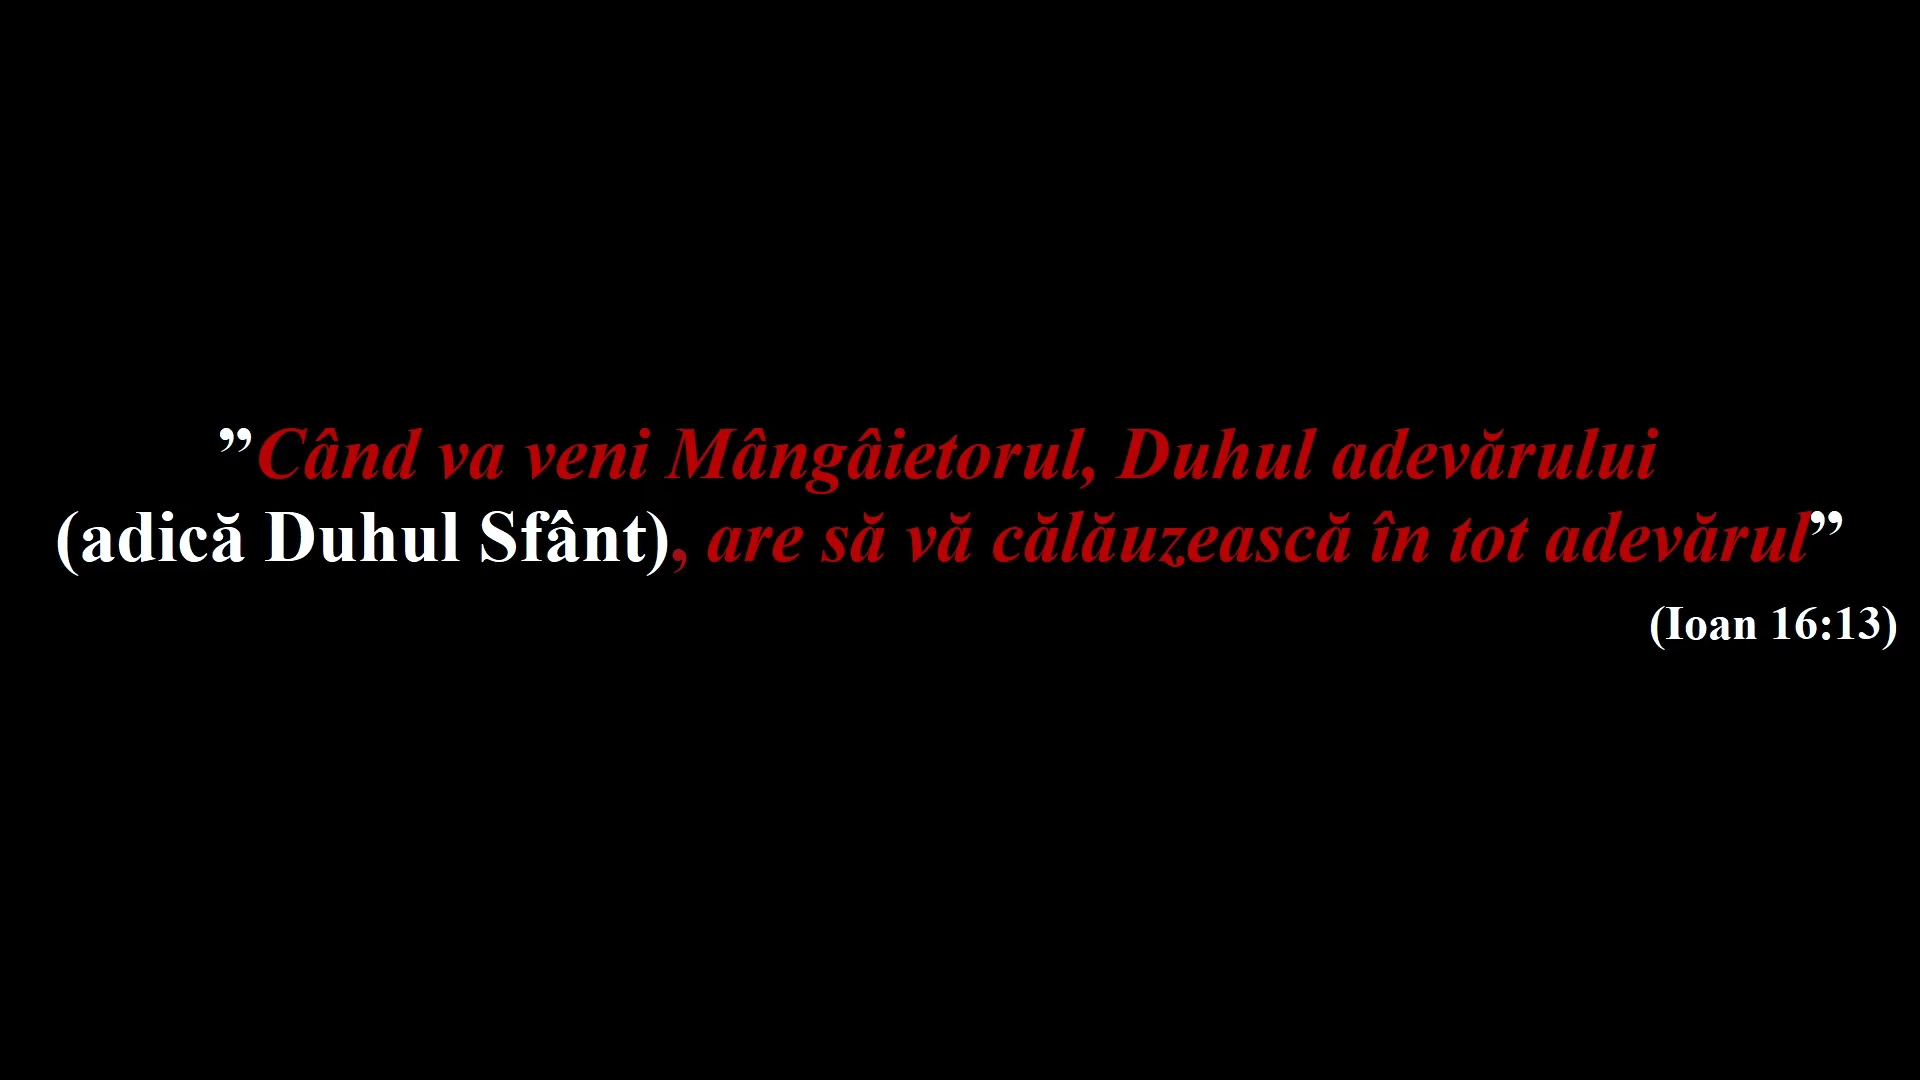 ”Când va veni Mângâietorul, Duhul adevărului
(adică Duhul Sfânt), are să vă călăuzească în tot adevărul”
(Ioan 16:13)